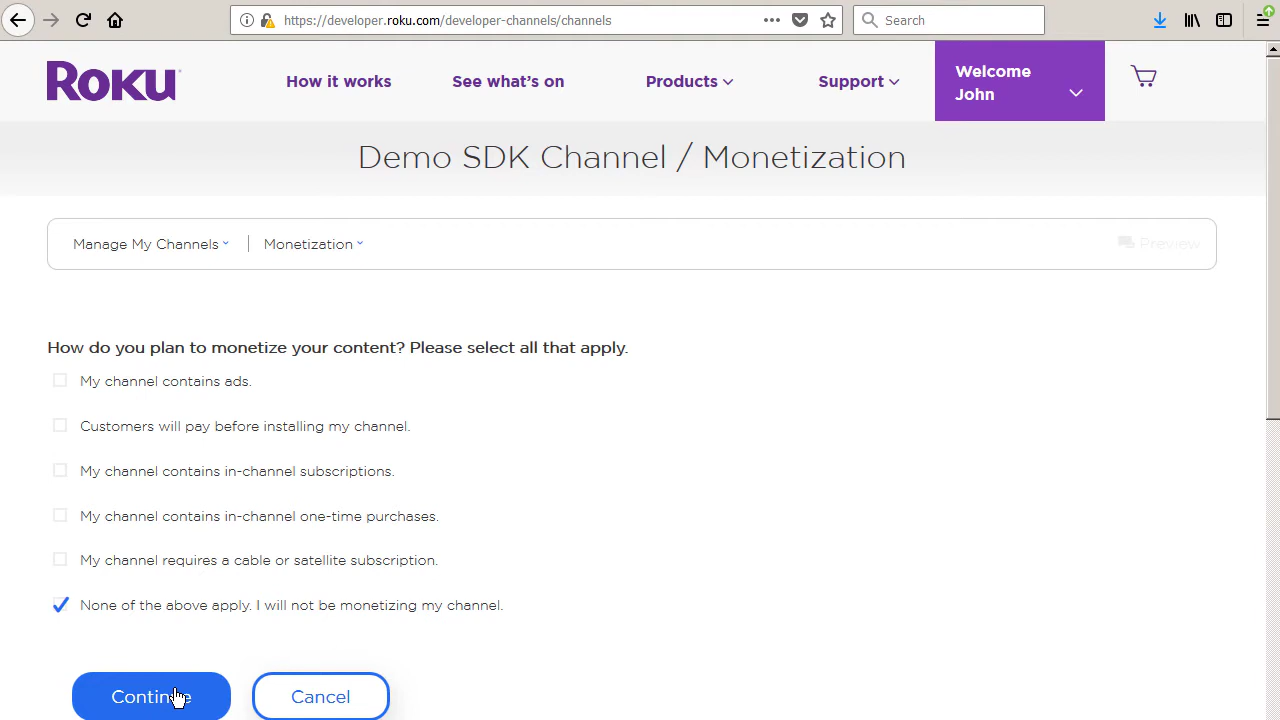 https://developer.roku.com/developer-channels/channels
Search
Roku
How it works
See what's on
Products
Support
Welcome
John
Demo SDK Channel / Monetization
Manage My Channels
Monetization
Preview
How do you plan to monetize your content? Please select all that apply.
My channel contains ads.
Customers will pay before installing my channel.
My channel contains in-channel subscriptions.
My channel contains in-channel one-time purchases.
My channel requires a cable or satellite subscription.
None of the above apply. I will not be monetizing my channel.
Continue
Cancel